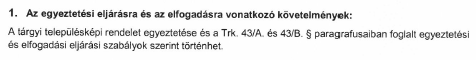 1. Az egyeztetési eljárásra és az elfogadásra vonatkozó követelmények:
A tárgyi településképi rendelet egyeztetése és a Trk. 43/A. és 43/B. § paragrafusaiban foglalt egyeztetési
és elfogadási eljárási szabályok szerint történhet.